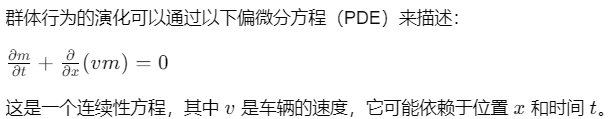 群体行为的演化可以通过以下偏微分方程（PDE）来描述：
∂m/∂t + ∂/∂x (vm) = 0
这是一个连续性方程，其中 v 是车辆的速度，它可能依赖于位置 x 和时间 t。